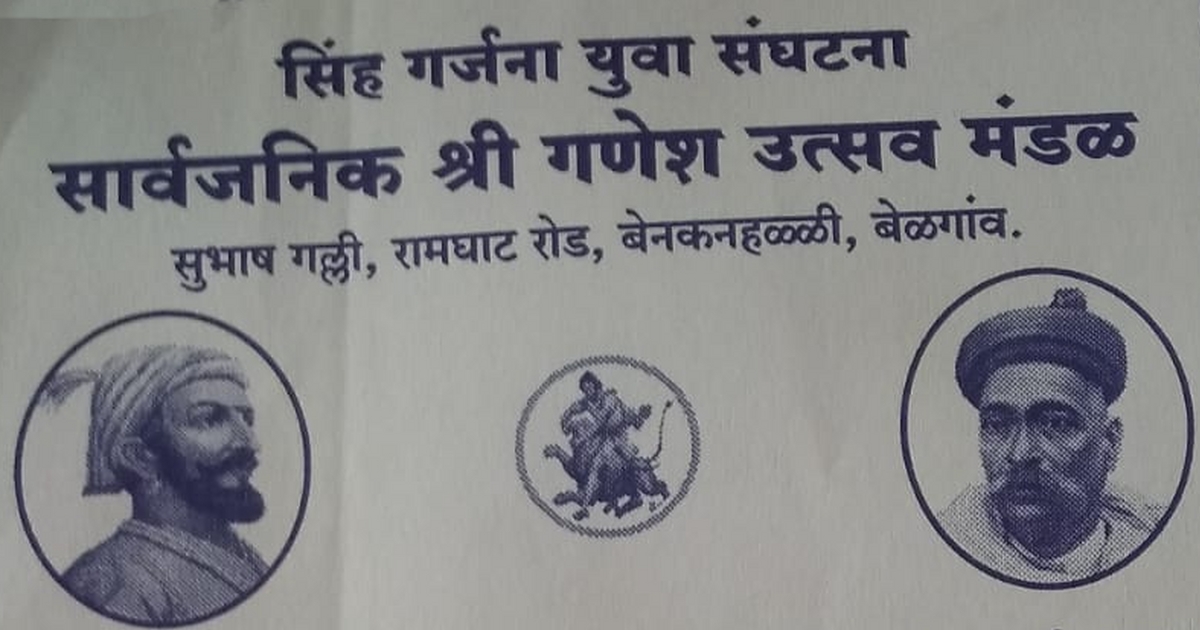 सिंह गर्जना युवा संघटना
सार्वजनिक श्री गणेश उत्सव मंडळ
सुभाष गल्ली, रामघाट रोड, बेनकनहळ्ळी, बेळगांव.